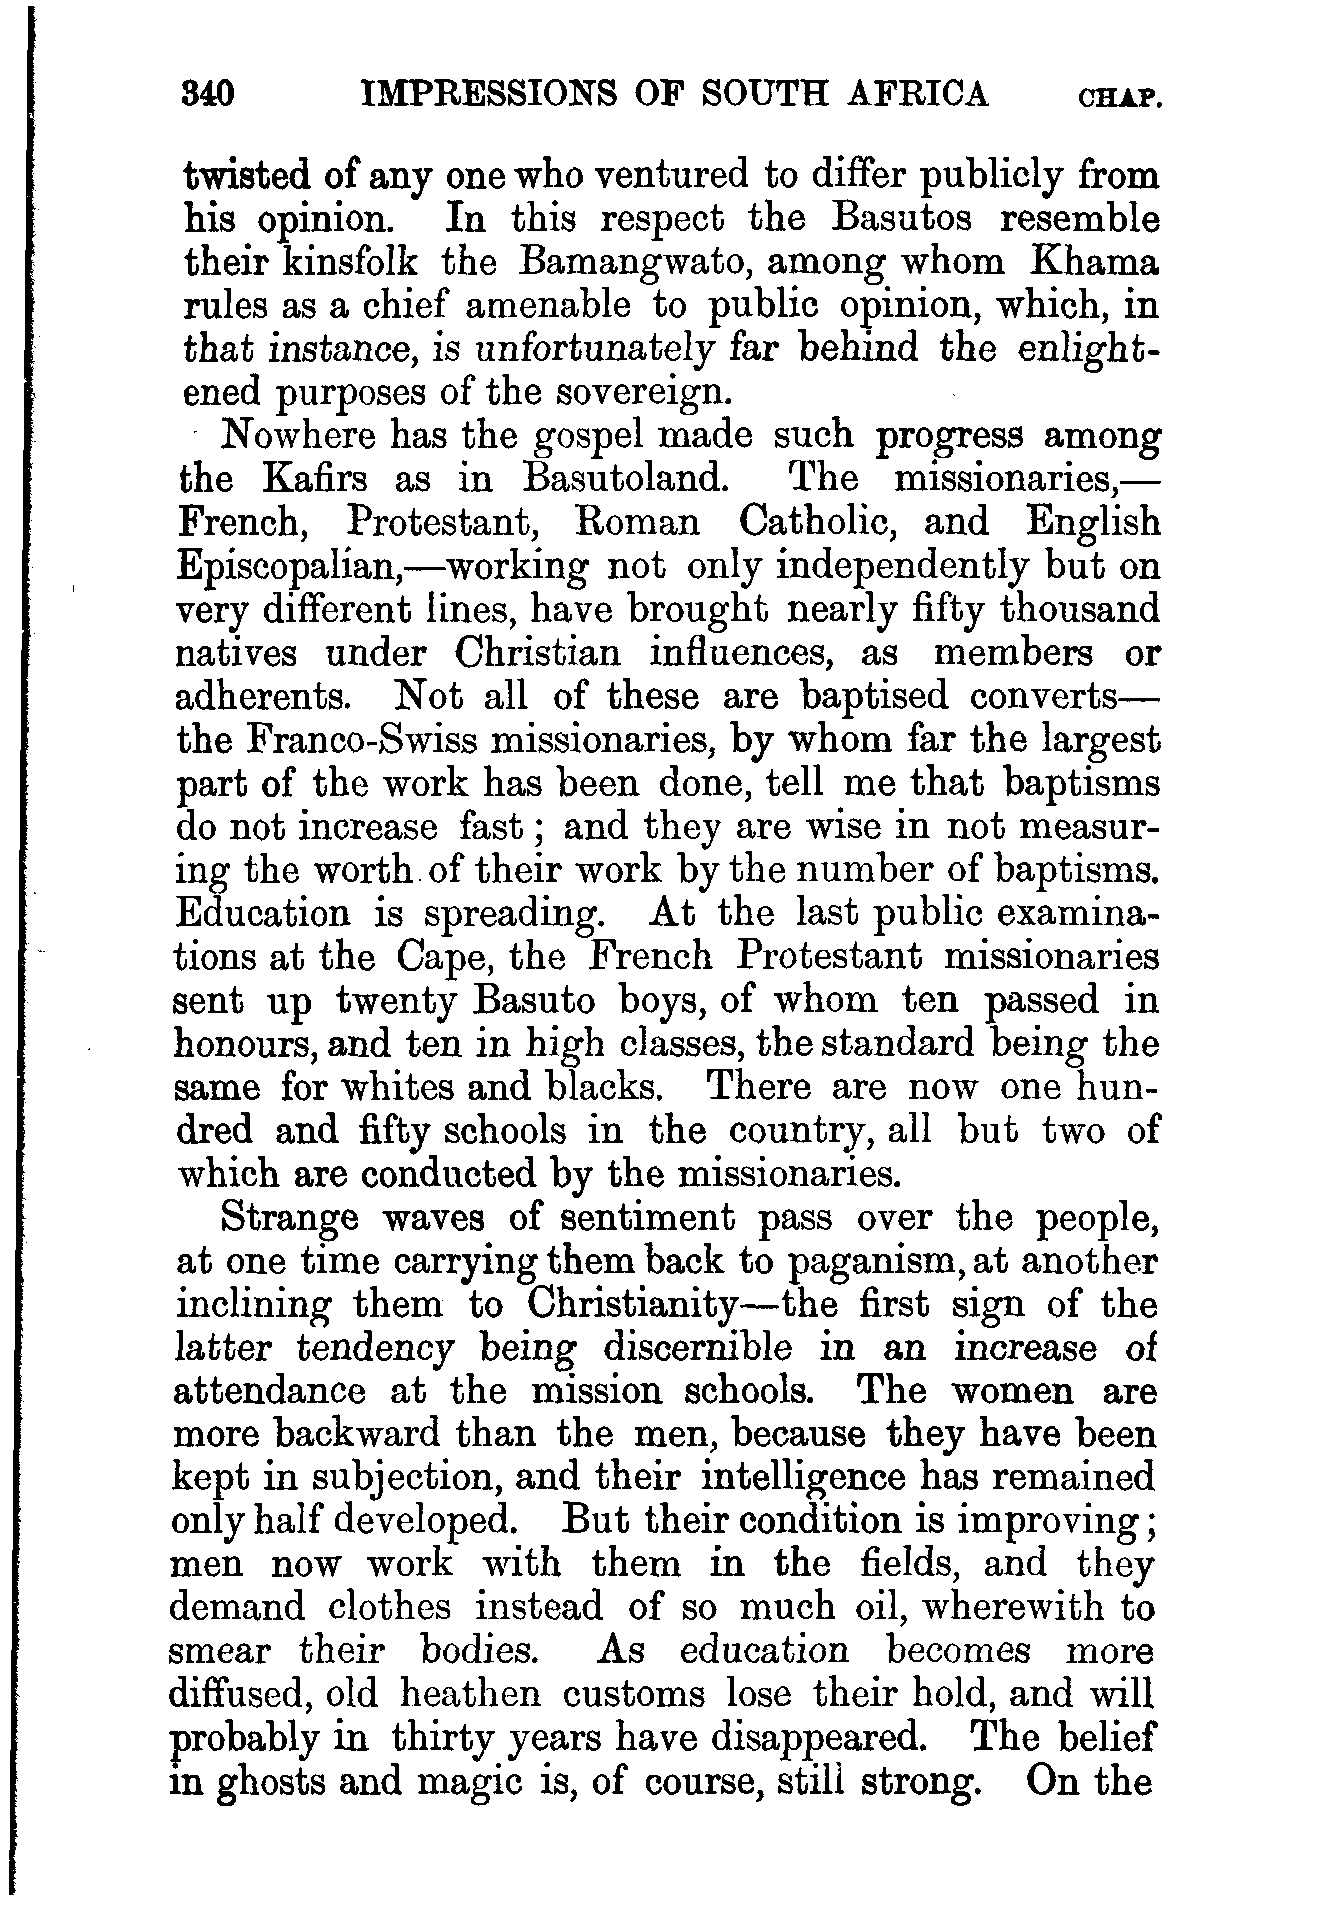 340 IMPRESSIONS OF SOUTH AFRICA CHAP.
twisted of any one who ventured to differ publicly from
his opinion. In this respect the Basutos resemble
their kinsfolk the Bamangwato, among whom Khama
rules as a chief amenable to public opinion, which, in
that instance, is unfortunately far behind the enlight-
ened purposes of the sovereign.
Nowhere has the gospel made such progress among
the Kafirs as in Basutoland. The missionaries,—
French, Protestant, Roman Catholic, and English
Episcopalian,—working not only independently but on
very different lines, have brought nearly fifty thousand
natives under Christian influences, as members or
adherents. Not all of these are baptised converts—
the Franco-Swiss missionaries, by whom far the largest
part of the work has been done, tell me that baptisms
do not increase fast ; and they are wise in not measur-
ing the worth of their work by the number of baptisms.
Education is spreading. At the last public examina-
tions at the Cape, the French Protestant missionaries
sent up twenty Basuto boys, of whom ten passed in
honours, and ten in high classes, the standard being the
same for whites and blacks. There are now one hun-
dred and fifty schools in the country, all but two of
which are conducted by the missionaries.
Strange waves of sentiment pass over the people,
at one time carrying them back to paganism, at another
inclining them to Christianity—the first sign of the
latter tendency being discernible in an increase of
attendance at the mission schools. The women are
more backward than the men, because they have been
kept in subjection, and their intelligence has remained
only half developed. But their condition is improving ;
men now work with them in the fields, and they
demand clothes instead of so much oil, wherewith to
smear their bodies. As education becomes more
diffused, old heathen customs lose their hold, and will
probably in thirty years have disappeared. The belief
in ghosts and magic is, of course, still strong. On the